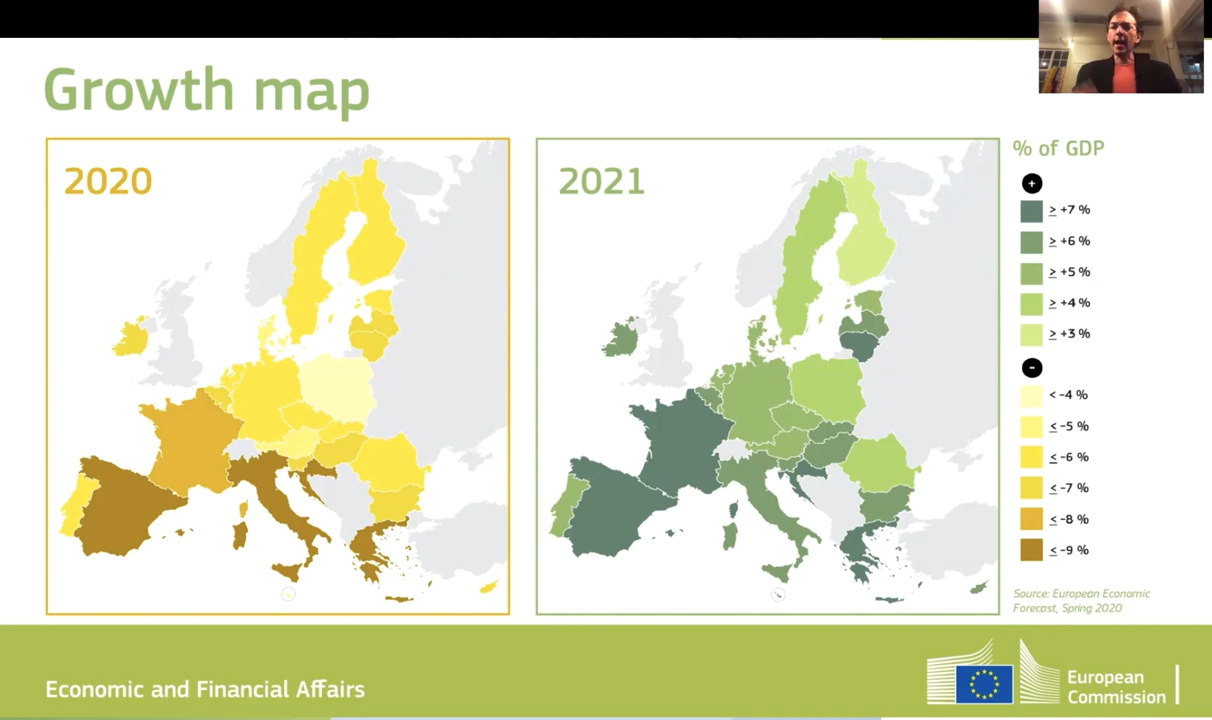 Growth map
2020
2021
% of GDP
+
≥ +7 %
≥ +6 %
≥ +5 %
≥ +4 %
≥ +3 %
-
< -4 %
≤ -5 %
≤ -6 %
≤ -7 %
≤ -8 %
≤ -9 %
Source: European Economic
Forecast, Spring 2020
Economic and Financial Affairs
European
Commission